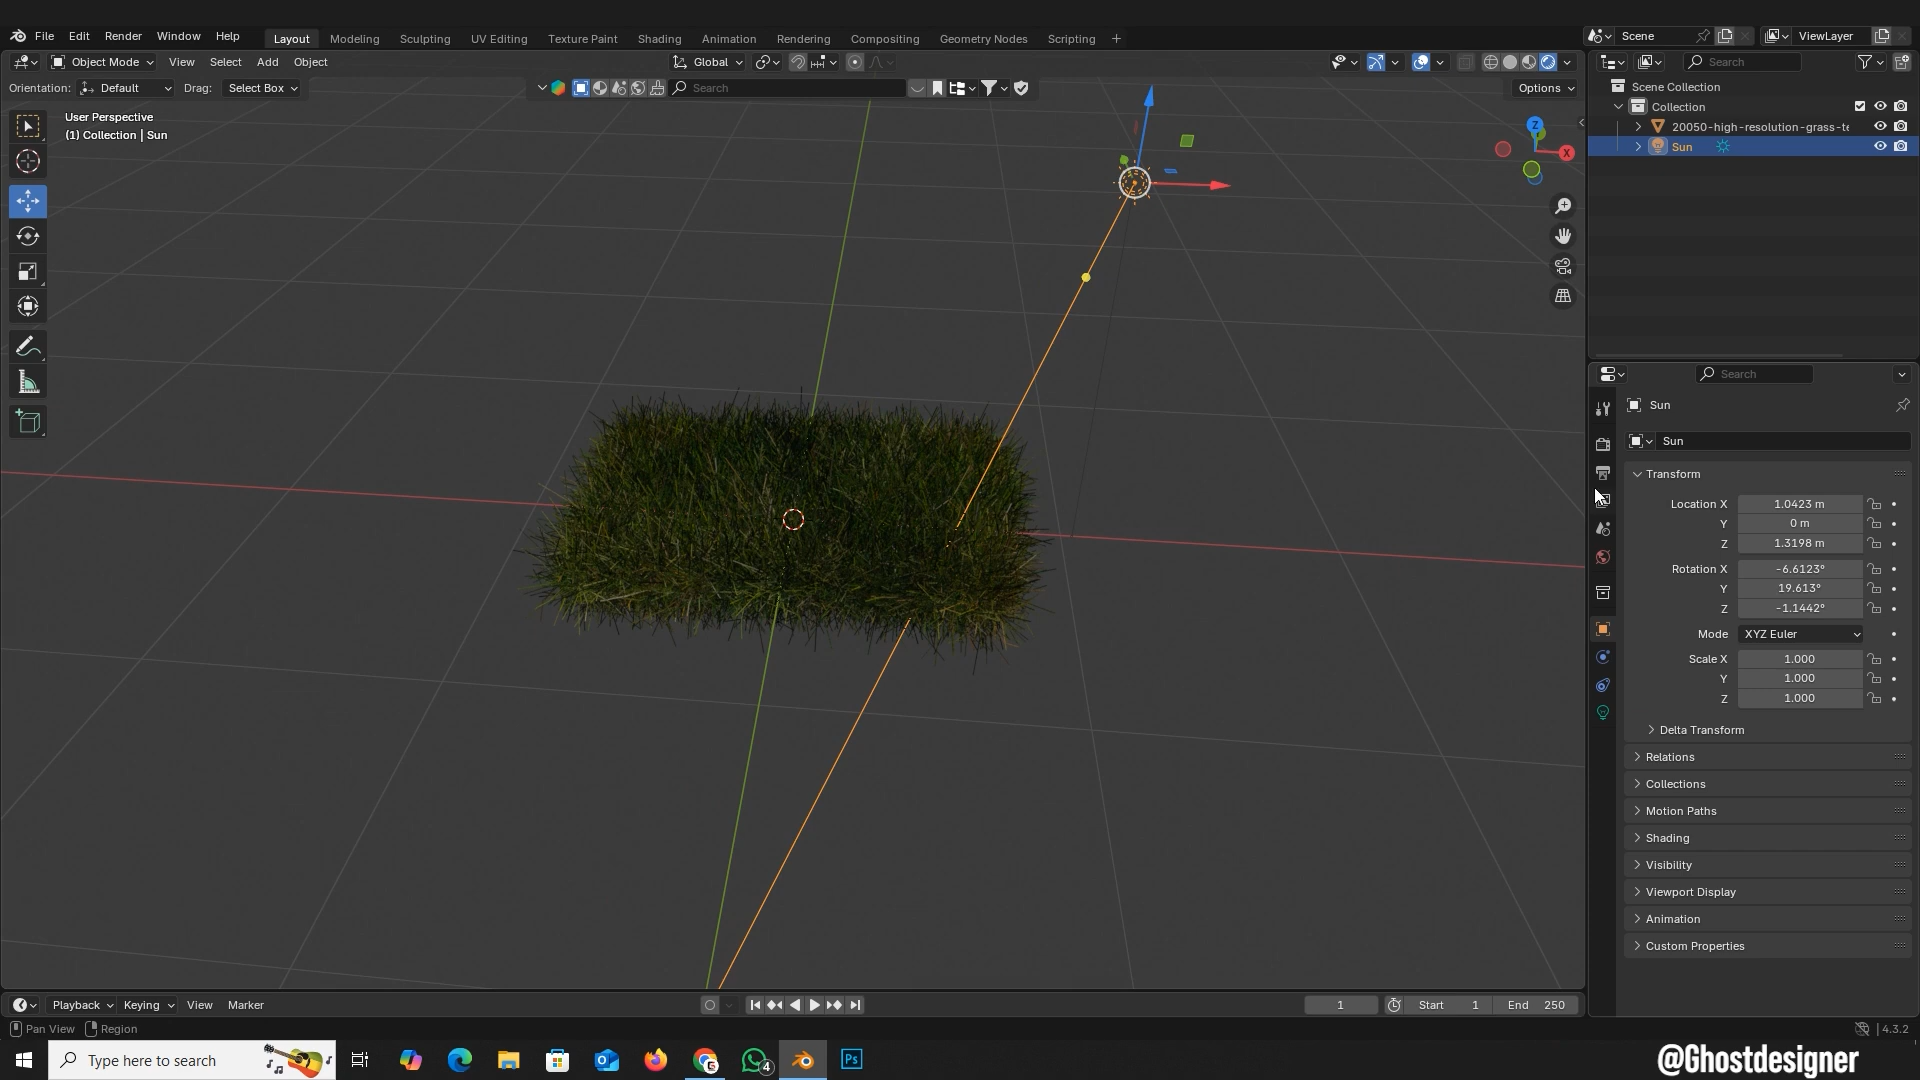 File Edit Render Window Help
Layout Modeling Sculpting UV Editing Texture Paint Shading Animation Rendering Compositing Geometry Nodes Scripting +
Scene ViewLayer
Object Mode View Select Add Object Global
Search
Orientation: Default Drag: Select Box Search Options
User Perspective
(1) Collection | Sun
Z
X
Scene Collection
Collection
20050-high-resolution-grass-te
Sun
Search
Sun
Sun
Transform
Location X 1.0423 m
Y 0 m
Z 1.3198 m
Rotation X -6.6123°
Y 19.613°
Z -1.1442°
Mode XYZ Euler
Scale X 1.000
Y 1.000
Z 1.000
Delta Transform
Relations
Collections
Motion Paths
Shading
Visibility
Viewport Display
Animation
Custom Properties
Playback Keying View Marker 1 Start 1 End 250
Pan View Region 4.3.2
Type here to search 4 Ps
@Ghostdesigner